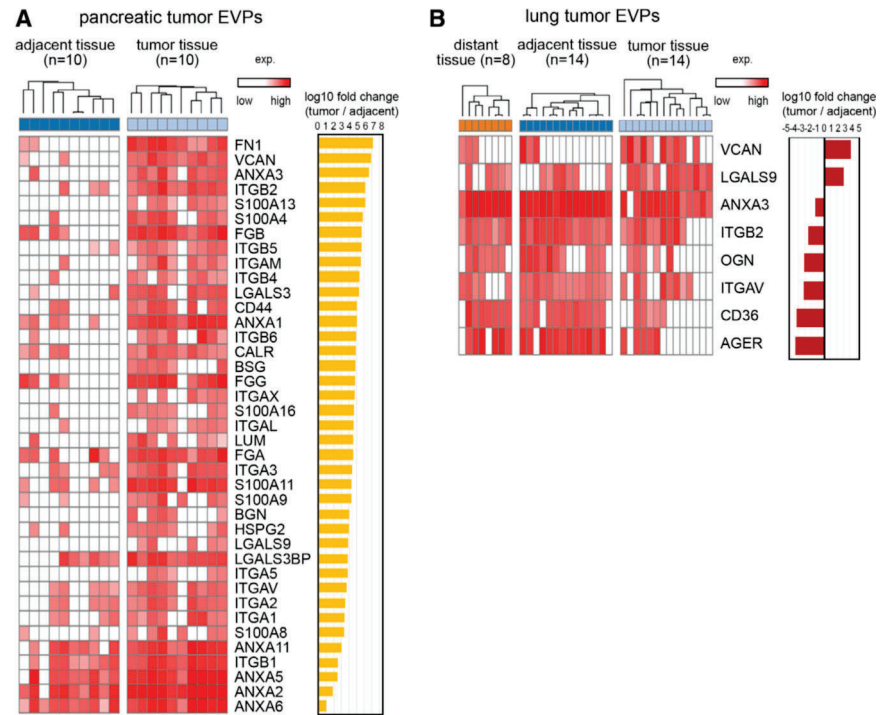 A
pancreatic tumor EVPs
adjacent tissue
(n=10)
tumor tissue
(n=10)
exp.
low high
log10 fold change
(tumor / adjacent)
0 1 2 3 4 5 6 7 8
FN1
VCAN
ANXA3
ITGB2
S100A13
S100A4
FGB
ITGB5
ITGAM
ITGB4
LGALS3
CD44
ANXA1
ITGB6
CALR
BSG
FGG
ITGAX
S100A16
ITGAL
LUM
FGA
ITGA3
S100A11
S100A9
BGN
HSPG2
LGALS9
LGALS3BP
ITGA5
ITGAV
ITGA2
ITGA1
S100A8
ANXA11
ITGB1
ANXA5
ANXA2
ANXA6
B
lung tumor EVPs
distant
tissue (n=8)
adjacent tissue
(n=14)
tumor tissue
(n=14)
exp.
low high
log10 fold change
(tumor / adjacent)
-5-4-3-2-1 0 1 2 3 4 5
VCAN
LGALS9
ANXA3
ITGB2
OGN
ITGAV
CD36
AGER